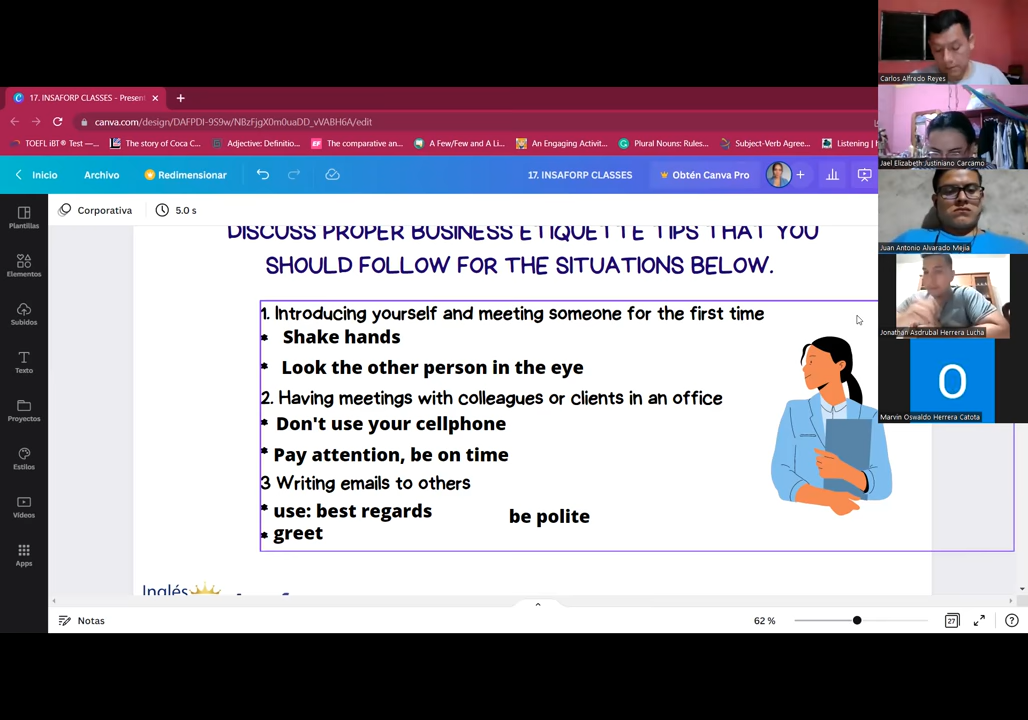 17. INSAFORP CLASSES - Present
canva.com/design/DAFPDI-9S9w/N8zFjgX0m0uaDD_vVABH6A/edit
TOEFL iBT® Test —...
The story of Coca C...
Adjective: Definitio...
The comparative an...
A Few/Few and A Li...
An Engaging Activit...
Plural Nouns: Rules...
Subject-Verb Agree...
Listening
Inicio
Archivo
Redimensionar
17. INSAFORP CLASSES
Obtén Canva Pro
Corporativa
5.0 s
Plantillas
Elementos
Subidos
Texto
Proyectos
Estilos
Vídeos
Apps
DISCUSS PROPER BUSINESS ETIQUETTE TIPS THAT YOU
SHOULD FOLLOW FOR THE SITUATIONS BELOW.
1. Introducing yourself and meeting someone for the first time
* Shake hands
* Look the other person in the eye
2. Having meetings with colleagues or clients in an office
* Don't use your cellphone
* Pay attention, be on time
3 Writing emails to others
* use: best regards be polite
* greet
Inglés
Notas
62 %
27
Carlos Alfredo Reyes
Jael Elizabeth Justiniano Carcamo
Juan Antonio Alvarado Mejia
Jonathan Asdrubal Herrera Lucha
O
Marvin Oswaldo Herrera Catota